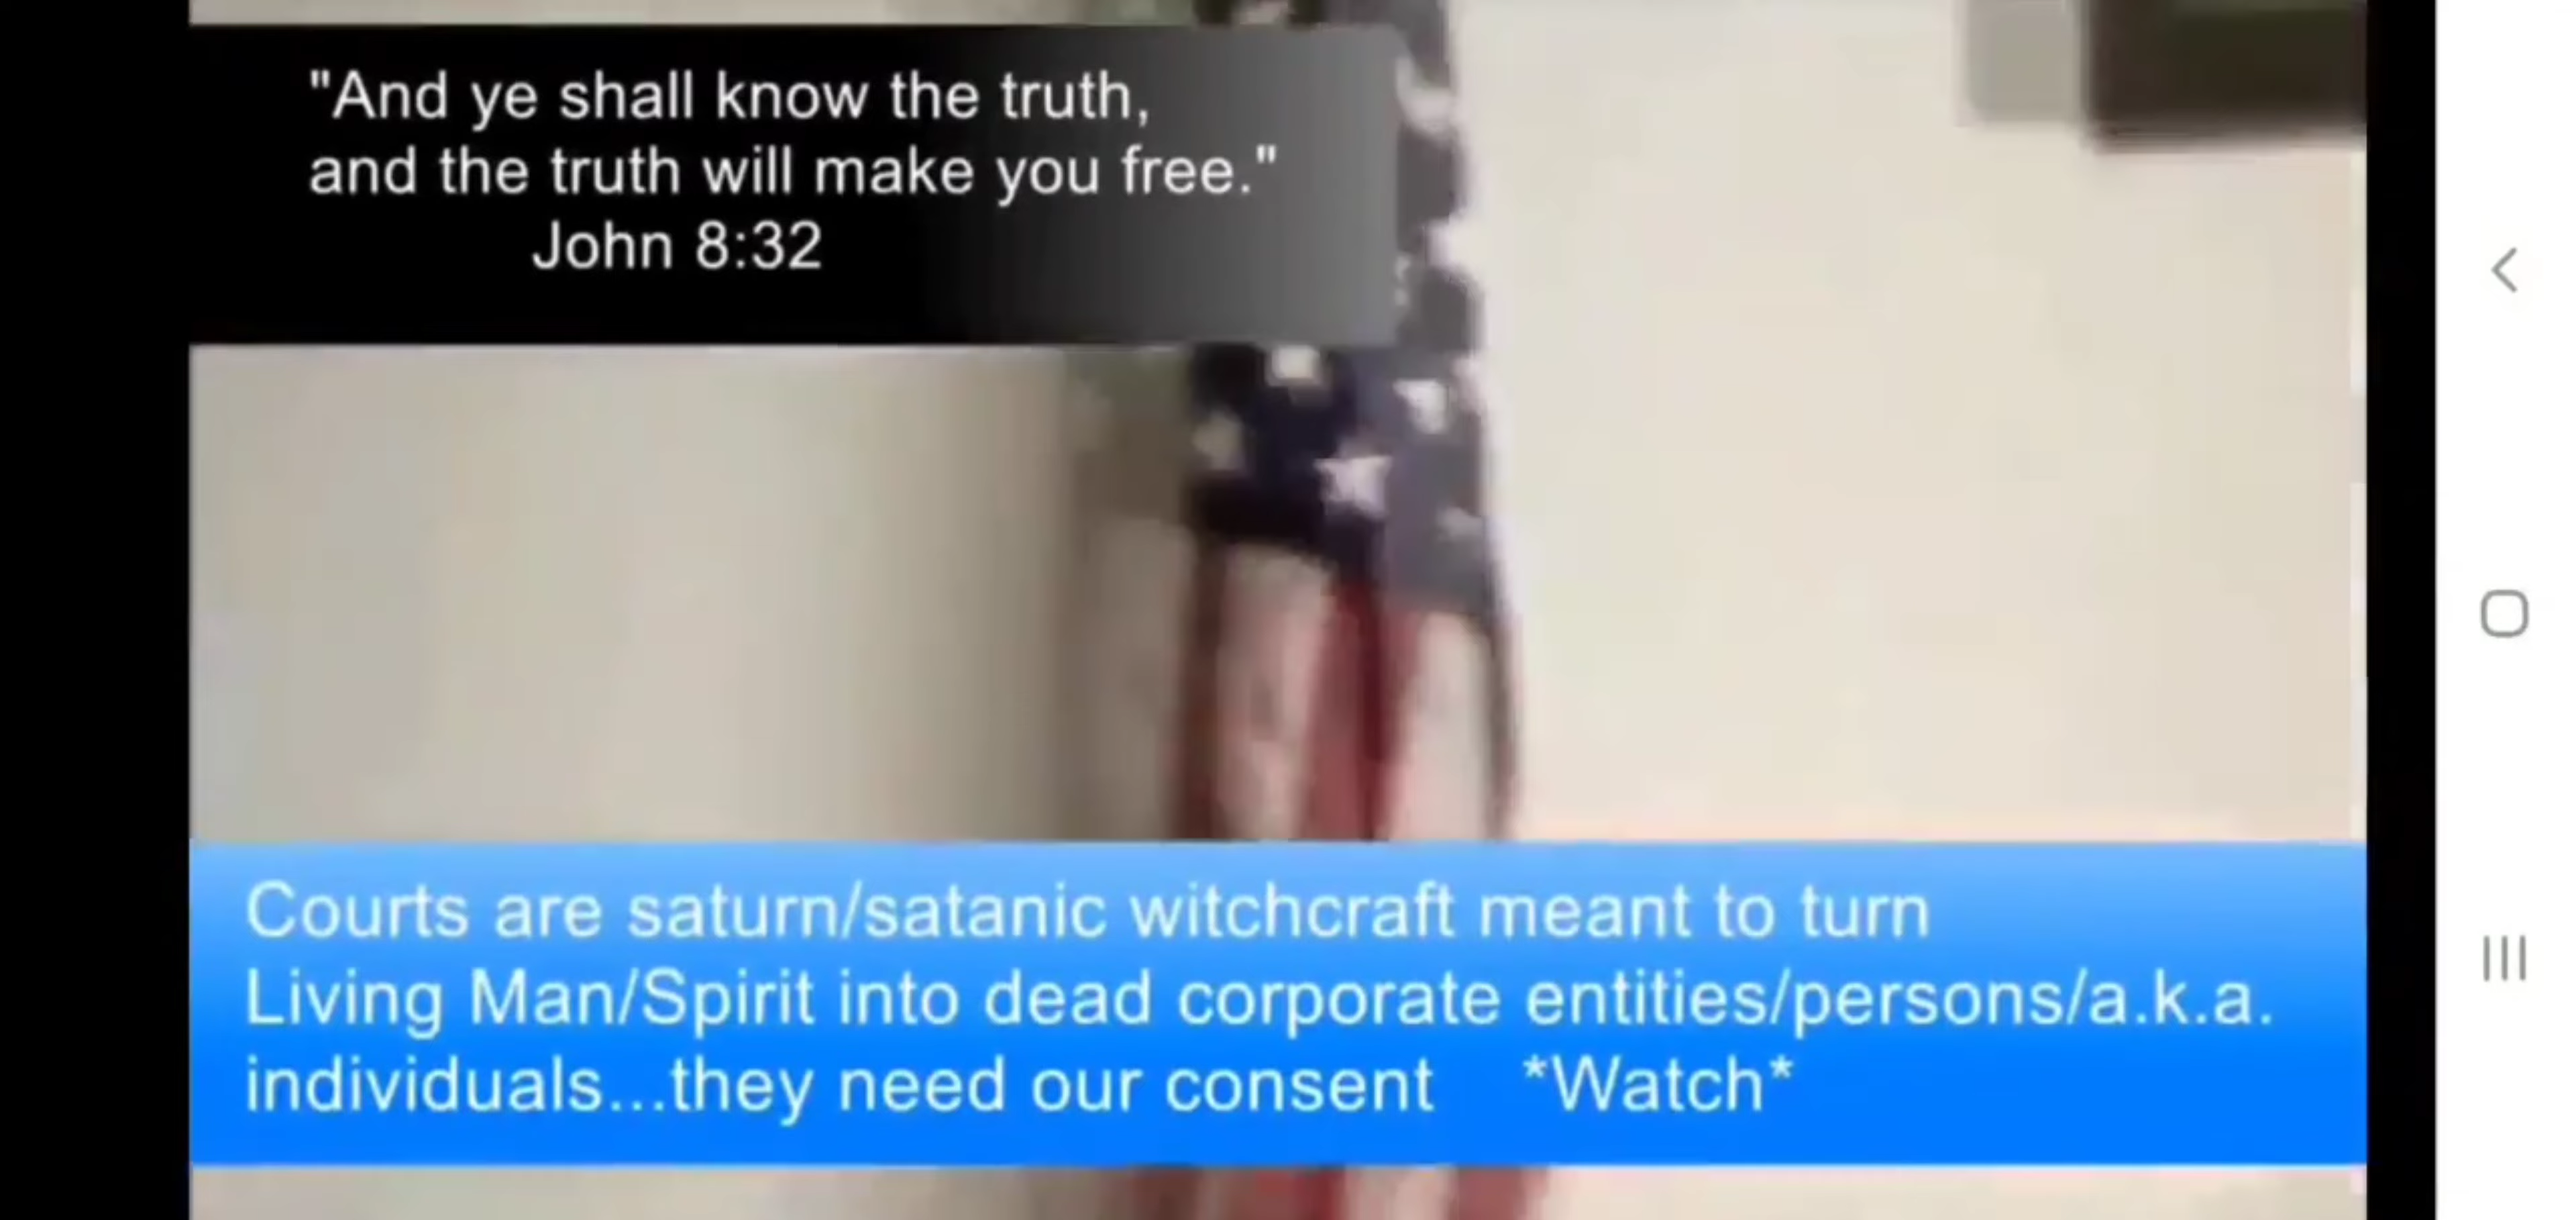 "And ye shall know the truth,
and the truth will make you free."
John 8:32
Courts are saturn/satanic witchcraft meant to turn
Living Man/Spirit into dead corporate entities/persons/a.k.a.
individuals...they need our consent *Watch*